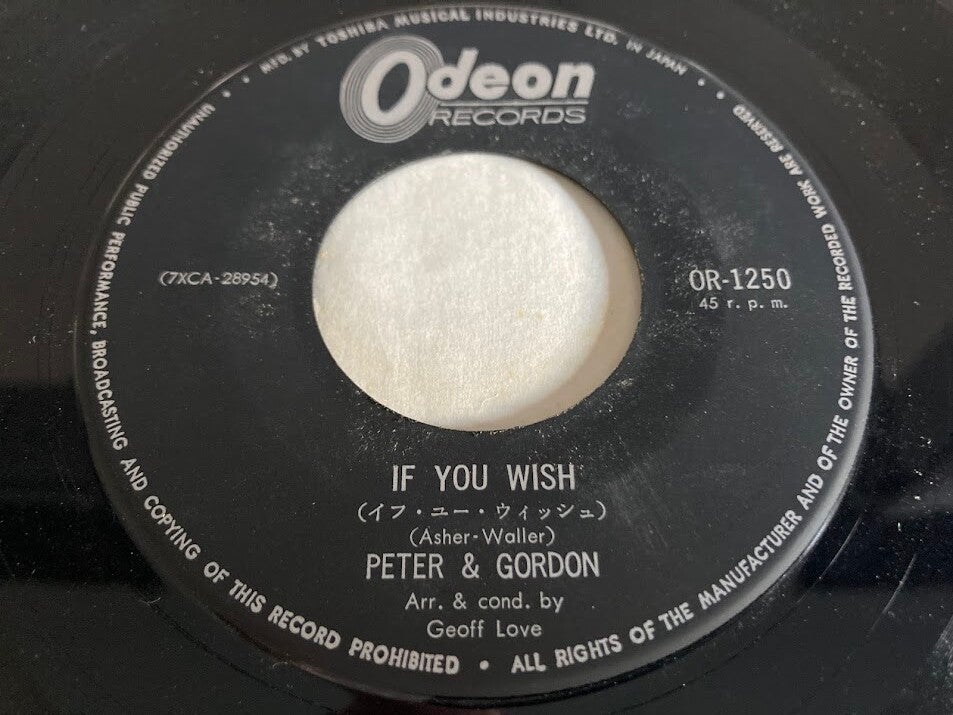 MFD. BY TOSHIBA MUSICAL INDUSTRIES LTD. IN JAPAN
Odeon
RECORDS
(7XCA-28954)
OR-1250
45 r. p. m.
IF YOU WISH
(イフ・ユー・ウィッシュ)
(Asher-Waller)
PETER & GORDON
Arr. & cond. by
Geoff Love
UNAUTHORIZED PUBLIC PERFORMANCE, BROADCASTING AND COPYING OF THIS RECORD PROHIBITED • ALL RIGHTS OF THE MANUFACTURER AND OF THE OWNER OF THE RECORDED WORK ARE RESERVED